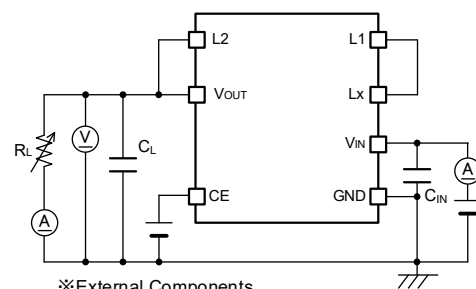 L2 L1
VOUT Lx
RL V CL VIN
A CE GND CIN A
※External Components